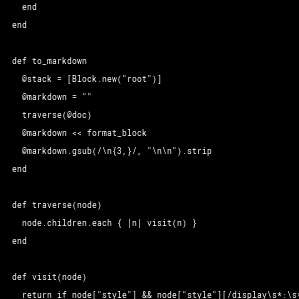 end
end
def to_markdown
@stack = [Block.new("root")]
@markdown = ""
traverse(@doc)
@markdown << format_block
@markdown.gsub(/\n{3,}/, "\n\n").strip
end
def traverse(node)
node.children.each { |n| visit(n) }
end
def visit(node)
return if node["style"] && node["style"][/display\s*:\s*